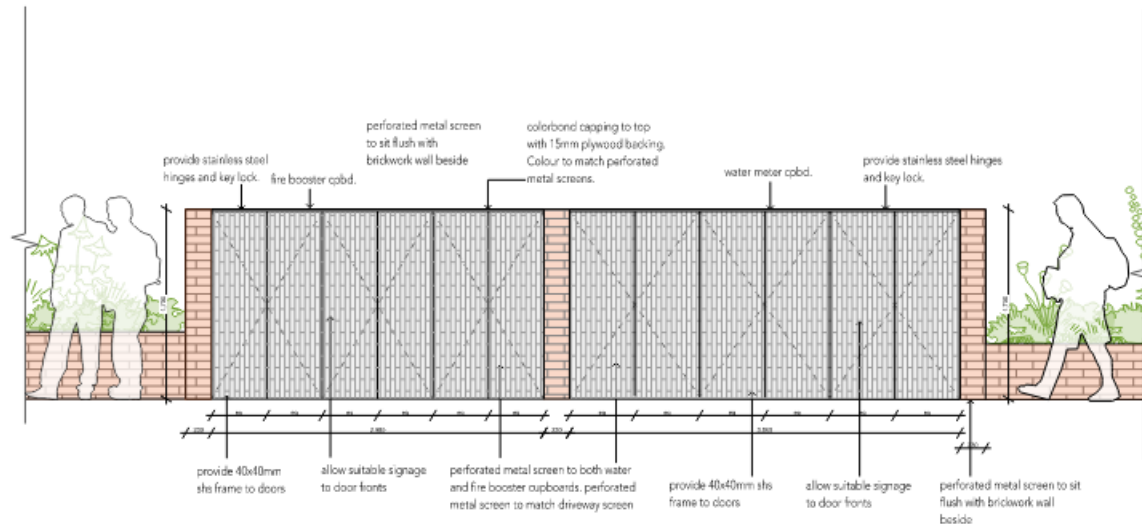 perforated metal screen
to sit flush with
brickwork wall beside
colorbond capping to top
with 15mm plywood backing.
Colour to match perforated
metal screens.
provide stainless steel
hinges and key lock.
fire booster cpbd.
water meter cpbd.
provide stainless steel hinges
and key lock.
provide 40x40mm
shs frame to doors
allow suitable signage
to door fronts
perforated metal screen to both water
and fire booster cupboards. perforated
metal screen to match driveway screen
provide 40x40mm shs
frame to doors
allow suitable signage
to door fronts
perforated metal screen to sit
flush with brickwork wall
beside